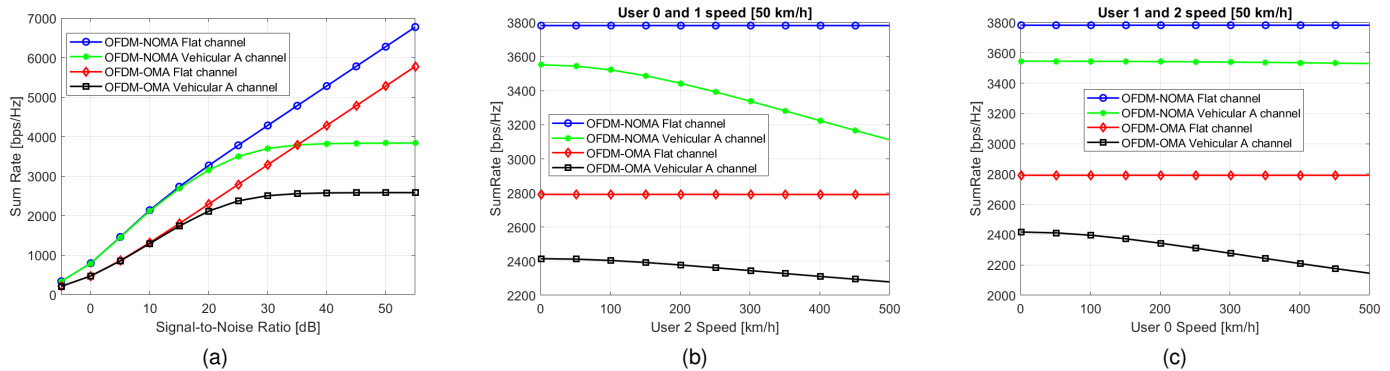 7000
6000
5000
4000
3000
2000
1000
0
0
10
20
30
40
50
Sum Rate [bps/Hz]
Signal-to-Noise Ratio [dB]
OFDM-NOMA Flat channel
OFDM-NOMA Vehicular A channel
OFDM-OMA Flat channel
OFDM-OMA Vehicular A channel
(a)
User 0 and 1 speed [50 km/h]
3800
3600
3400
3200
3000
2800
2600
2400
2200
0
100
200
300
400
500
SumRate [bps/Hz]
User 2 Speed [km/h]
OFDM-NOMA Flat channel
OFDM-NOMA Vehicular A channel
OFDM-OMA Flat channel
OFDM-OMA Vehicular A channel
(b)
User 1 and 2 speed [50 km/h]
3800
3600
3400
3200
3000
2800
2600
2400
2200
2000
0
100
200
300
400
500
SumRate [bps/Hz]
User 0 Speed [km/h]
OFDM-NOMA Flat channel
OFDM-NOMA Vehicular A channel
OFDM-OMA Flat channel
OFDM-OMA Vehicular A channel
(c)